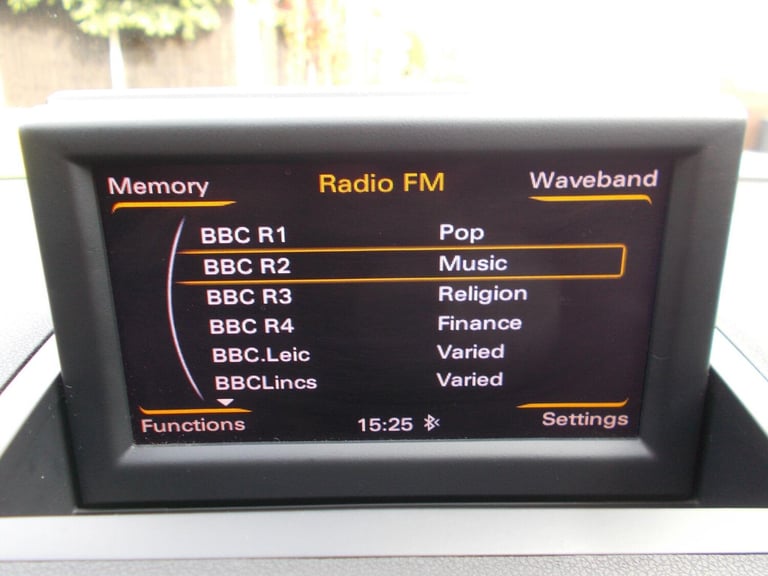 Memory Radio FM Waveband
BBC R1 Pop
BBC R2 Music
BBC R3 Religion
BBC R4 Finance
BBC.Leic Varied
BBCLincs Varied
Functions 15:25 Settings